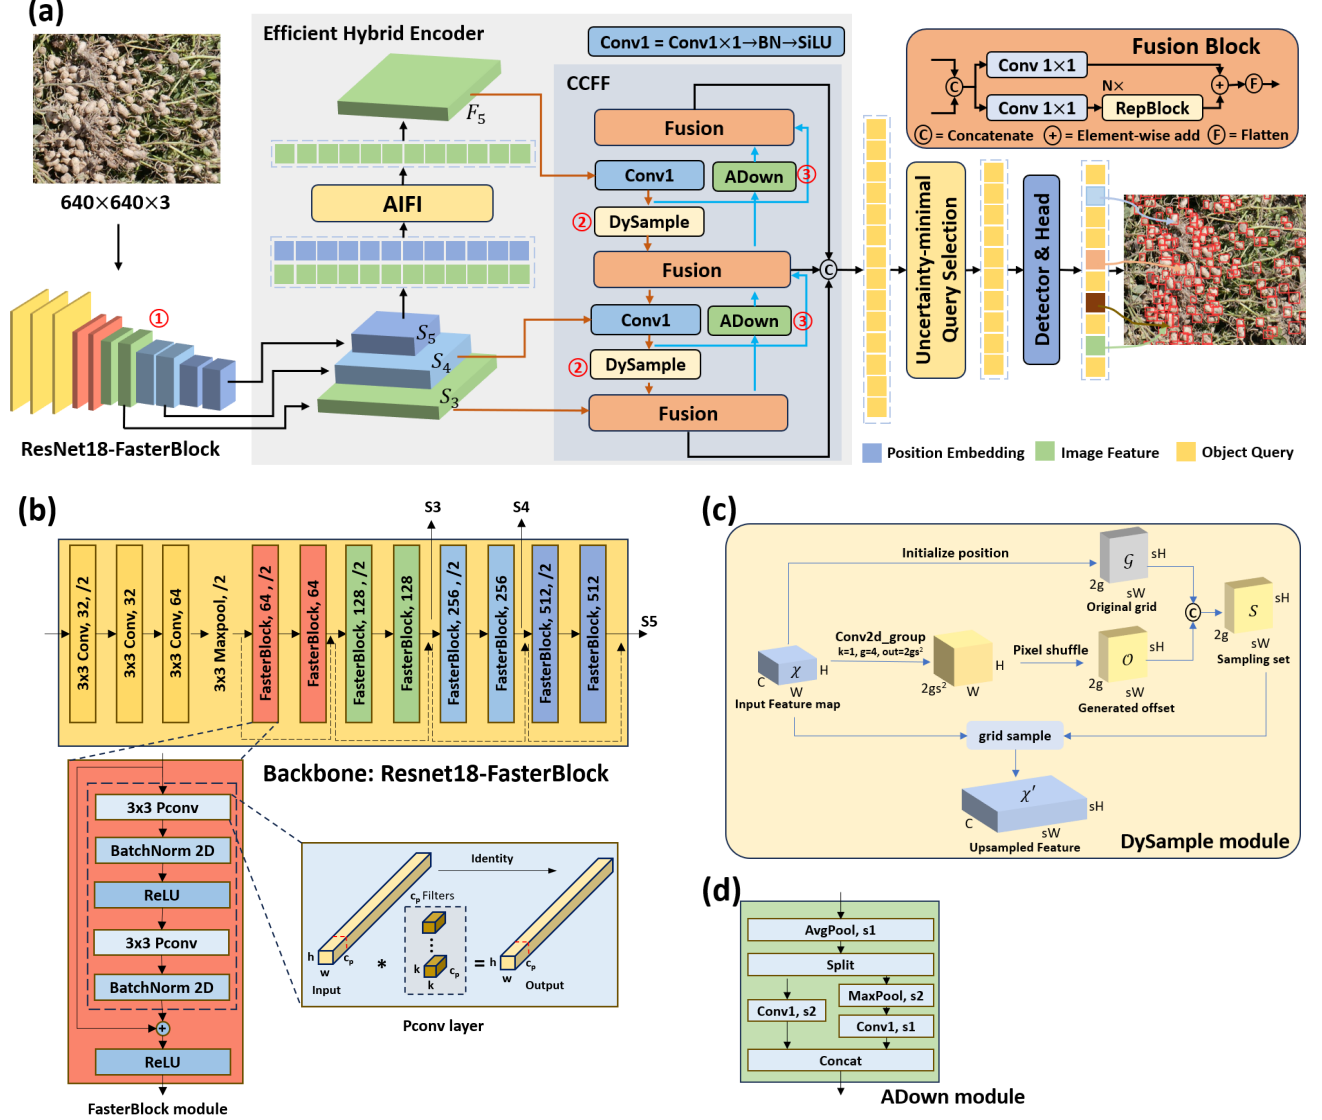 (a)
640×640×3
①
ResNet18-FasterBlock
Efficient Hybrid Encoder
F5
AIFI
S5
S4
S3
Conv1 = Conv1×1→BN→SiLU
CCFF
Fusion
Conv1
ADown
③
②
DySample
Fusion
C
Conv1
ADown
③
②
DySample
Fusion
Fusion Block
C
Conv 1×1
Conv 1×1
N×
RepBlock
+
F
C = Concatenate + = Element-wise add F = Flatten
Uncertainty-minimal
Query Selection
Detector & Head
Position Embedding
Image Feature
Object Query
(b)
S3
S4
3x3 Conv, 32, /2
3x3 Conv, 32
3x3 Conv, 64
3x3 Maxpool, /2
FasterBlock, 64 , /2
FasterBlock, 64
FasterBlock, 128 , /2
FasterBlock, 128
FasterBlock, 256, /2
FasterBlock, 256
FasterBlock, 512, /2
FasterBlock, 512
S5
Backbone: Resnet18-FasterBlock
3x3 Pconv
BatchNorm 2D
ReLU
3x3 Pconv
BatchNorm 2D
+
ReLU
FasterBlock module
Identity
cp Filters
h
w
cp
Input
*
k
k
cp
=
h
w
cp
Output
Pconv layer
(c)
Initialize position
G
sH
2g
sW
Original grid
C
S
sH
2g
sW
Sampling set
χ
C
H
W
Input Feature map
Conv2d_group
k=1, g=4, out=2gs²
H
2gs²
W
Pixel shuffle
O
sH
2g
sW
Generated offset
grid sample
χ′
sH
C
sW
Upsampled Feature
DySample module
(d)
AvgPool, s1
Split
Conv1, s2
MaxPool, s2
Conv1, s1
Concat
ADown module